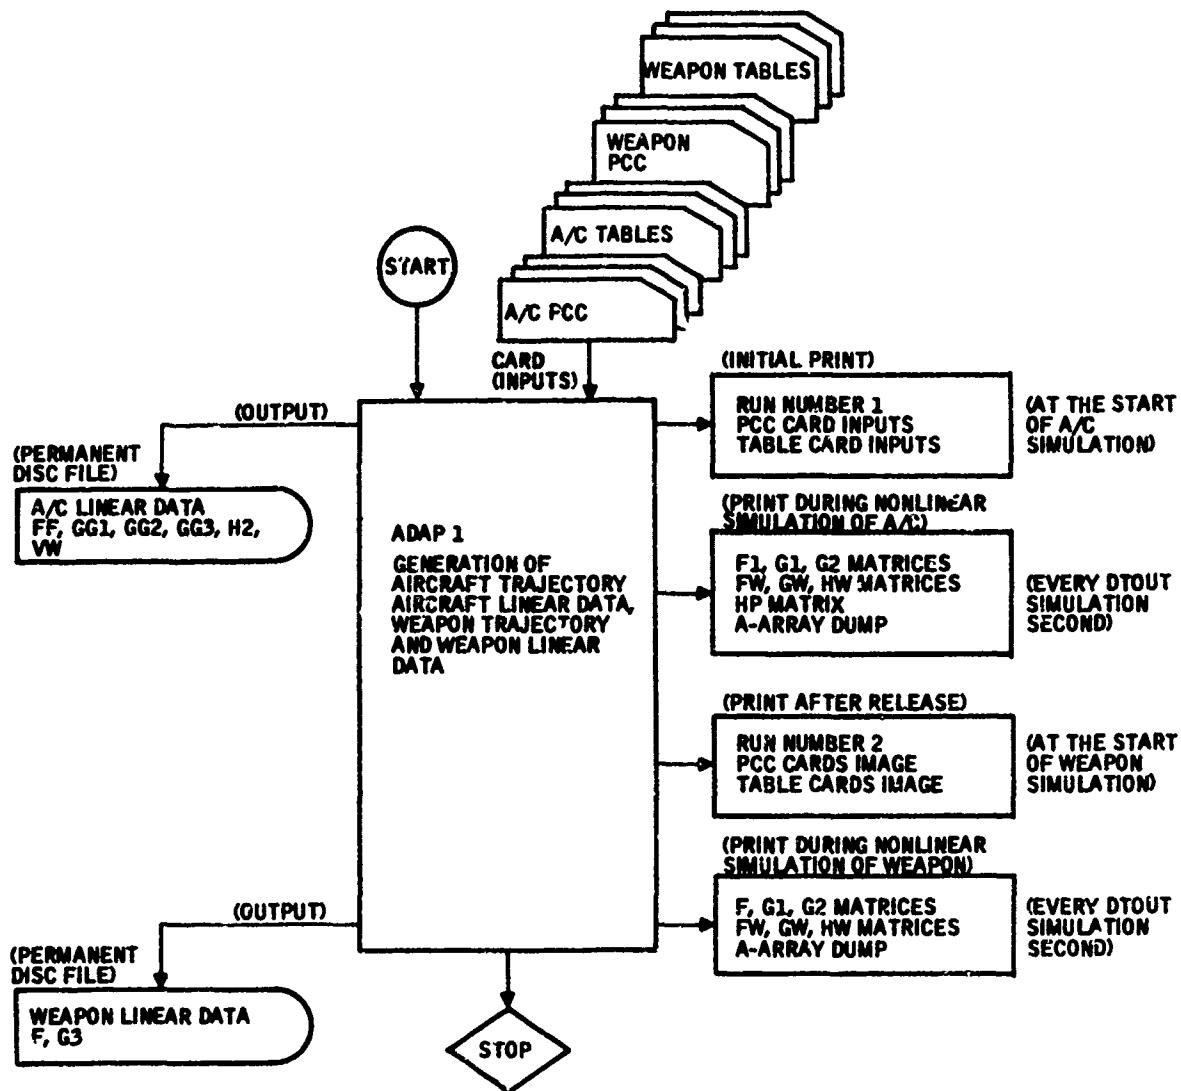 WEAPON TABLES
WEAPON
PCC
A/C TABLES
A/C PCC
START
CARD
(INPUTS)
(OUTPUT)
(PERMANENT
DISC FILE)
A/C LINEAR DATA
FF, GG1, GG2, GG3, H2,
VW
ADAP 1
GENERATION OF
AIRCRAFT TRAJECTORY
AIRCRAFT LINEAR DATA,
WEAPON TRAJECTORY
AND WEAPON LINEAR
DATA
(INITIAL PRINT)
RUN NUMBER 1
PCC CARD INPUTS
TABLE CARD INPUTS
(AT THE START
OF A/C
SIMULATION)
(PRINT DURING NONLINEAR
SIMULATION OF A/C)
F1, G1, G2 MATRICES
FW, GW, HW MATRICES
HP MATRIX
A-ARRAY DUMP
(EVERY DTOUT
SIMULATION
SECOND)
(PRINT AFTER RELEASE)
RUN NUMBER 2
PCC CARDS IMAGE
TABLE CARDS IMAGE
(AT THE START
OF WEAPON
SIMULATION)
(PRINT DURING NONLINEAR
SIMULATION OF WEAPON)
F, G1, G2 MATRICES
FW, GW, HW MATRICES
A-ARRAY DUMP
(EVERY DTOUT
SIMULATION
SECOND)
(OUTPUT)
(PERMANENT
DISC FILE)
WEAPON LINEAR DATA
F, G3
STOP